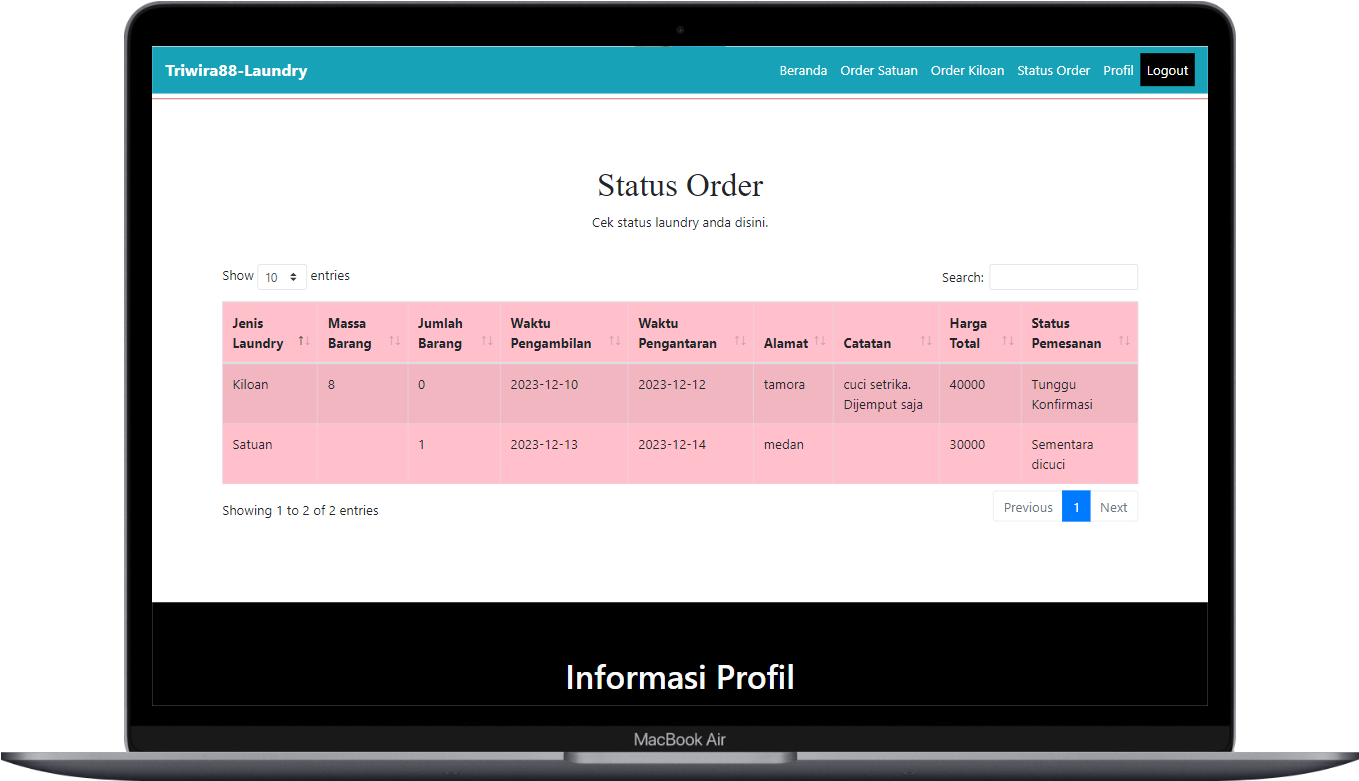 Triwira88-Laundry Beranda Order Satuan Order Kiloan Status Order Profil Logout
Status Order
Cek status laundry anda disini.
Show 10 entries Search:
Jenis Laundry Massa Barang Jumlah Barang Waktu Pengambilan Waktu Pengantaran Alamat Catatan Harga Total Status Pemesanan
Kiloan 8 0 2023-12-10 2023-12-12 tamora cuci setrika. Dijemput saja 40000 Tunggu Konfirmasi
Satuan 1 2023-12-13 2023-12-14 medan 30000 Sementara dicuci
Showing 1 to 2 of 2 entries Previous 1 Next
Informasi Profil
MacBook Air